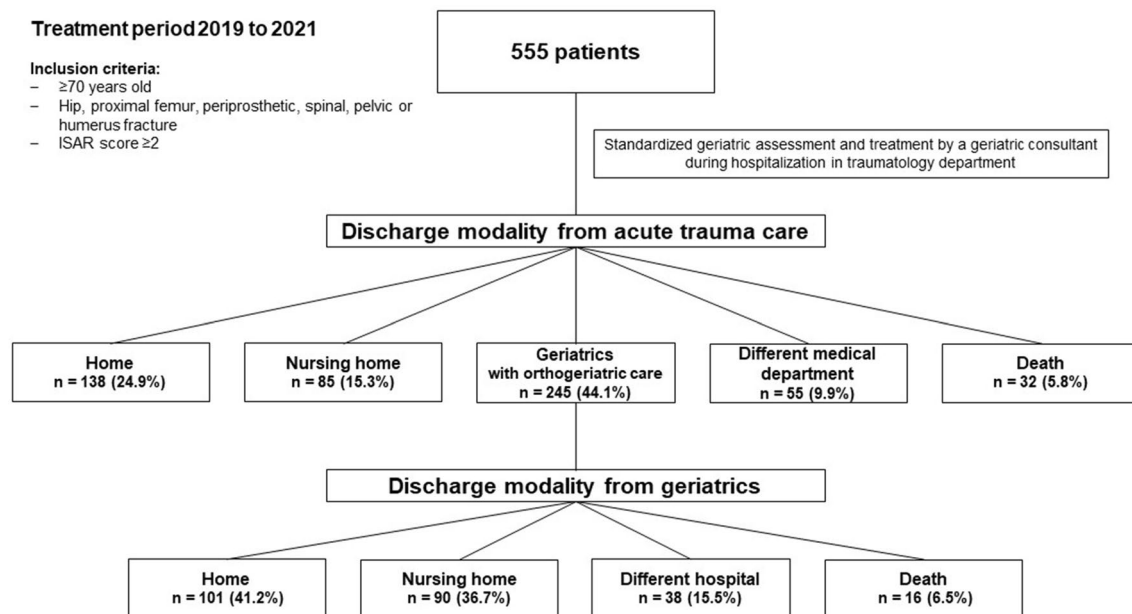 Treatment period 2019 to 2021
Inclusion criteria:
– ≥70 years old
– Hip, proximal femur, periprosthetic, spinal, pelvic or
humerus fracture
– ISAR score ≥2
555 patients
Standardized geriatric assessment and treatment by a geriatric consultant
during hospitalization in traumatology department
Discharge modality from acute trauma care
Home
n = 138 (24.9%)
Nursing home
n = 85 (15.3%)
Geriatrics
with orthogeriatric care
n = 245 (44.1%)
Different medical
department
n = 55 (9.9%)
Death
n = 32 (5.8%)
Discharge modality from geriatrics
Home
n = 101 (41.2%)
Nursing home
n = 90 (36.7%)
Different hospital
n = 38 (15.5%)
Death
n = 16 (6.5%)